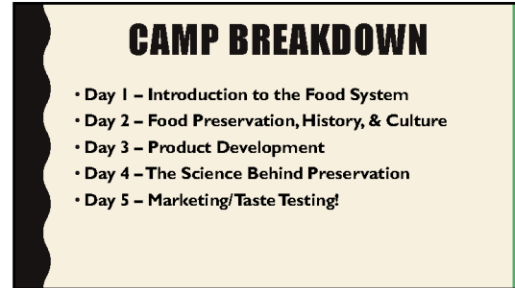 CAMP BREAKDOWN
• Day 1 – Introduction to the Food System
• Day 2 – Food Preservation, History, & Culture
• Day 3 – Product Development
• Day 4 – The Science Behind Preservation
• Day 5 – Marketing/Taste Testing!